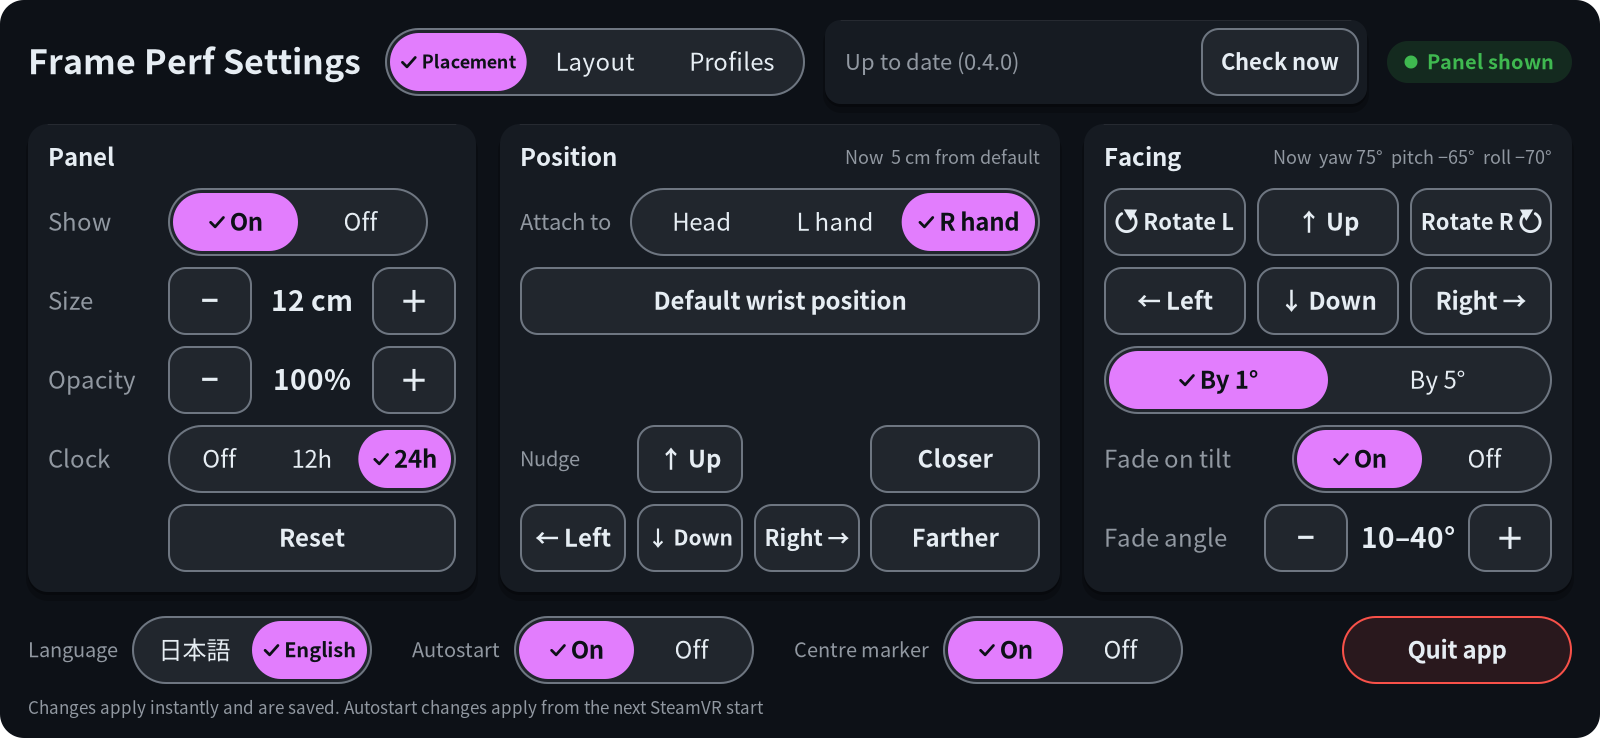 Frame Perf Settings
✓ Placement Layout Profiles
Up to date (0.4.0) Check now
● Panel shown
Panel
Show ✓ On Off
Size − 12 cm +
Opacity − 100% +
Clock Off 12h ✓ 24h
Reset
Position Now 5 cm from default
Attach to Head L hand ✓ R hand
Default wrist position
Nudge ↑ Up Closer
← Left ↓ Down Right → Farther
Facing Now yaw 75° pitch −65° roll −70°
↺ Rotate L ↑ Up Rotate R ↻
← Left ↓ Down Right →
✓ By 1° By 5°
Fade on tilt ✓ On Off
Fade angle − 10–40° +
Language 日本語 ✓ English Autostart ✓ On Off Centre marker ✓ On Off Quit app
Changes apply instantly and are saved. Autostart changes apply from the next SteamVR start